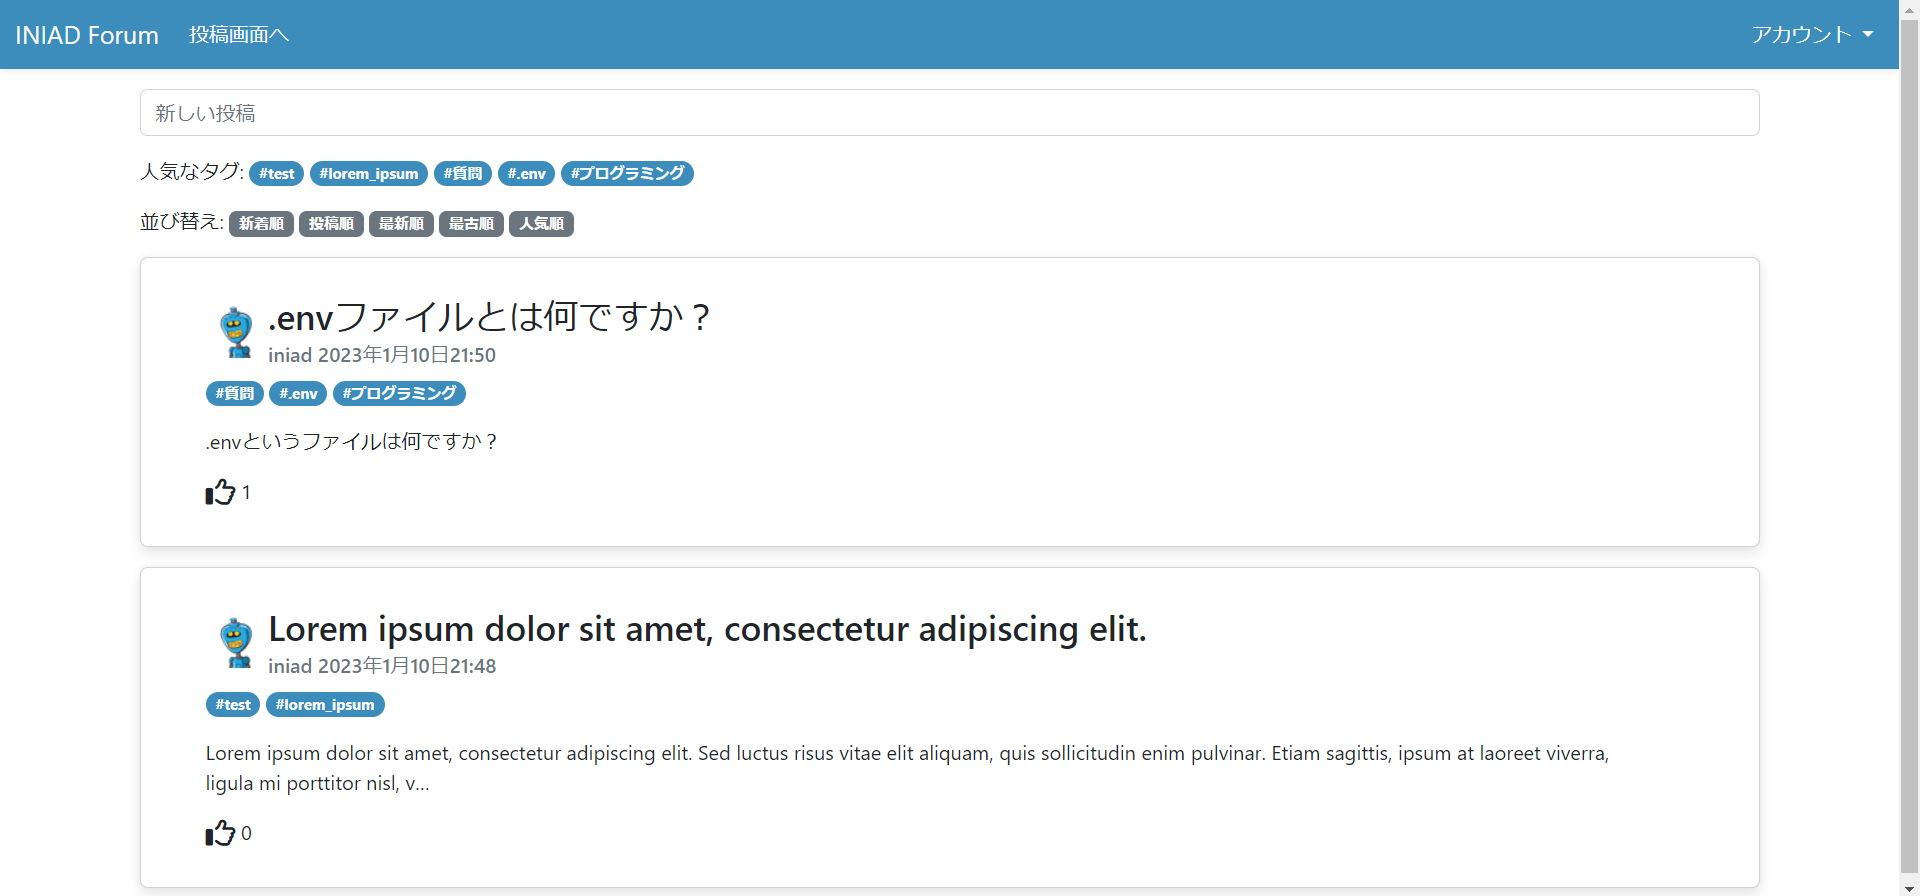 INIAD Forum 投稿画面へ アカウント
新しい投稿
人気なタグ: #test #lorem_ipsum #質問 #.env #プログラミング
並び替え: 新着順 投稿順 最新順 最古順 人気順
.envファイルとは何ですか？
iniad 2023年1月10日21:50
#質問 #.env #プログラミング
.envというファイルは何ですか？
1
Lorem ipsum dolor sit amet, consectetur adipiscing elit.
iniad 2023年1月10日21:48
#test #lorem_ipsum
Lorem ipsum dolor sit amet, consectetur adipiscing elit. Sed luctus risus vitae elit aliquam, quis sollicitudin enim pulvinar. Etiam sagittis, ipsum at laoreet viverra,
ligula mi porttitor nisl, v…
0